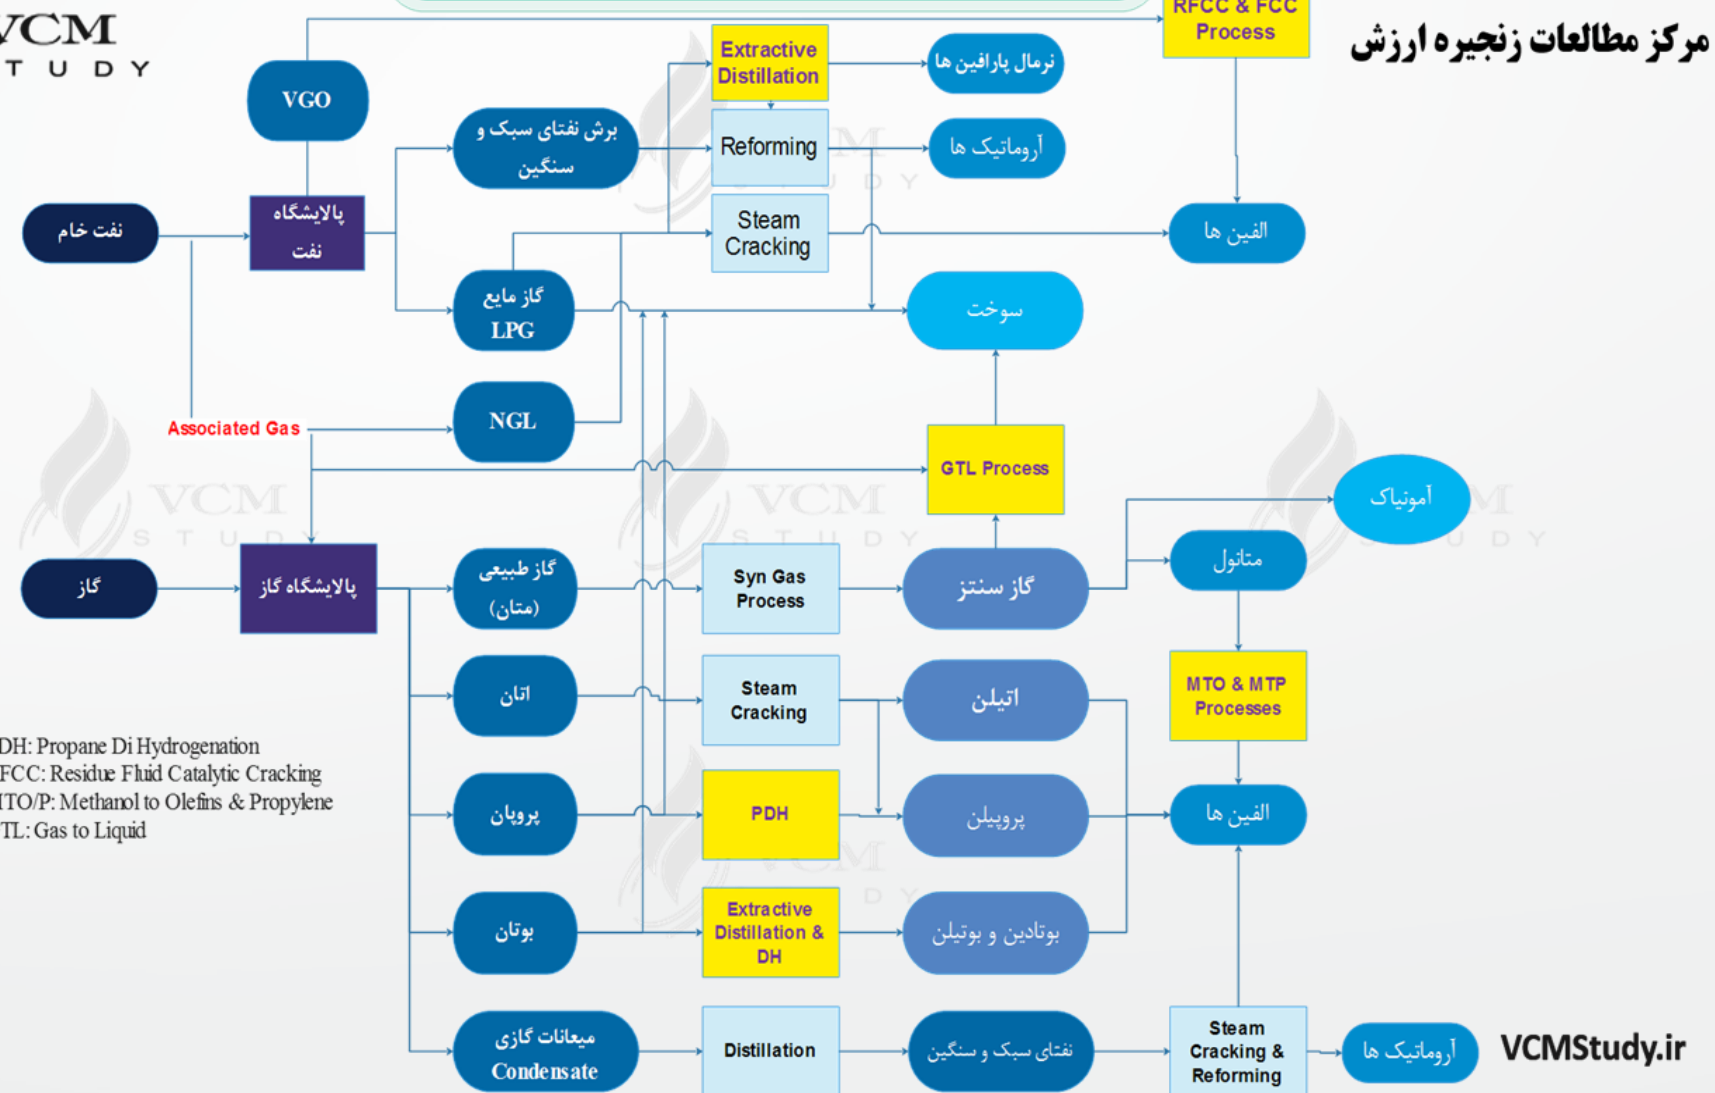 VCM
STUDY
مرکز مطالعات زنجیره ارزش
RFCC & FCC
Process
Extractive
Distillation
نرمال پارافین ها
VGO
برش نفتای سبک و
سنگین
Reforming
آروماتیک ها
نفت خام
پالایشگاه
نفت
Steam
Cracking
الفین ها
گاز مایع
LPG
سوخت
Associated Gas
NGL
GTL Process
آمونیاک
متانول
گاز
پالایشگاه گاز
گاز طبیعی
(متان)
Syn Gas
Process
گاز سنتز
اتان
Steam
Cracking
اتیلن
MTO & MTP
Processes
DH: Propane Di Hydrogenation
FCC: Residue Fluid Catalytic Cracking
MTO/P: Methanol to Olefins & Propylene
TL: Gas to Liquid
پروپان
PDH
پروپیلن
الفین ها
بوتان
Extractive
Distillation &
DH
بوتادین و بوتیلن
میعانات گازی
Condensate
Distillation
نفتای سبک و سنگین
Steam
Cracking &
Reforming
آروماتیک ها
VCMStudy.ir